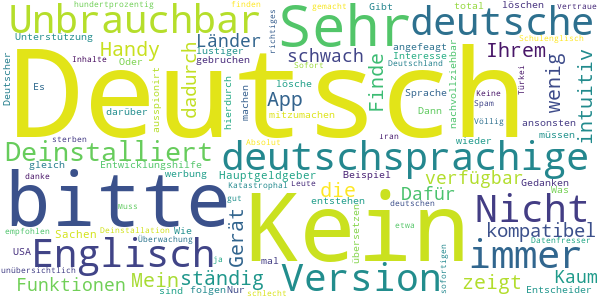 hundertprozentig
finden
gemacht
Gibt
löschen
Vertraue
Unbrauchbar
Sehr
deutsche
total
richtiges
Schulenglisch
Unterstützung
Länder
lustiger
gebruchen
Handy
schwach
angefeagt
Interesse
Deutschland
Sofort
Ihrem
Inhalte
Oder
dadurch
Finde
nachvollziehbar
wenig
intuitiv
Deutscher
Es
darüber
ausspioniert
machen
lösche
App
hierdurch
mitzumachen
Sprache
Dann
Türkei
Keine
Spam
Völlig
ansonsten
Deutsch
sterben
Absolut
Iran
wieder
müssen
Deinstalliert
deutschsprachige
gleich
Entwicklungshilfe
danke
werbung
Hauptgeldgeber
Beispiel
verfügbar
Gedanken
bitte
Katastrophal
Leute
entstehen
die
Dafür
deutschen
Was
gut
Kein
Nicht
empfohlen
Muss
Deinstallation
Überwachung
Gerät
übersetzen
etwa
kompatibel
USA
Sachen
Wie
Englisch
immer
Datenfresser
unübersichtlich
ja
mal
sofortigen
Funktionen
Mein
ständig
Version
zeigt
Kaum
sind
folgen
Nur
schlecht
Entscheider